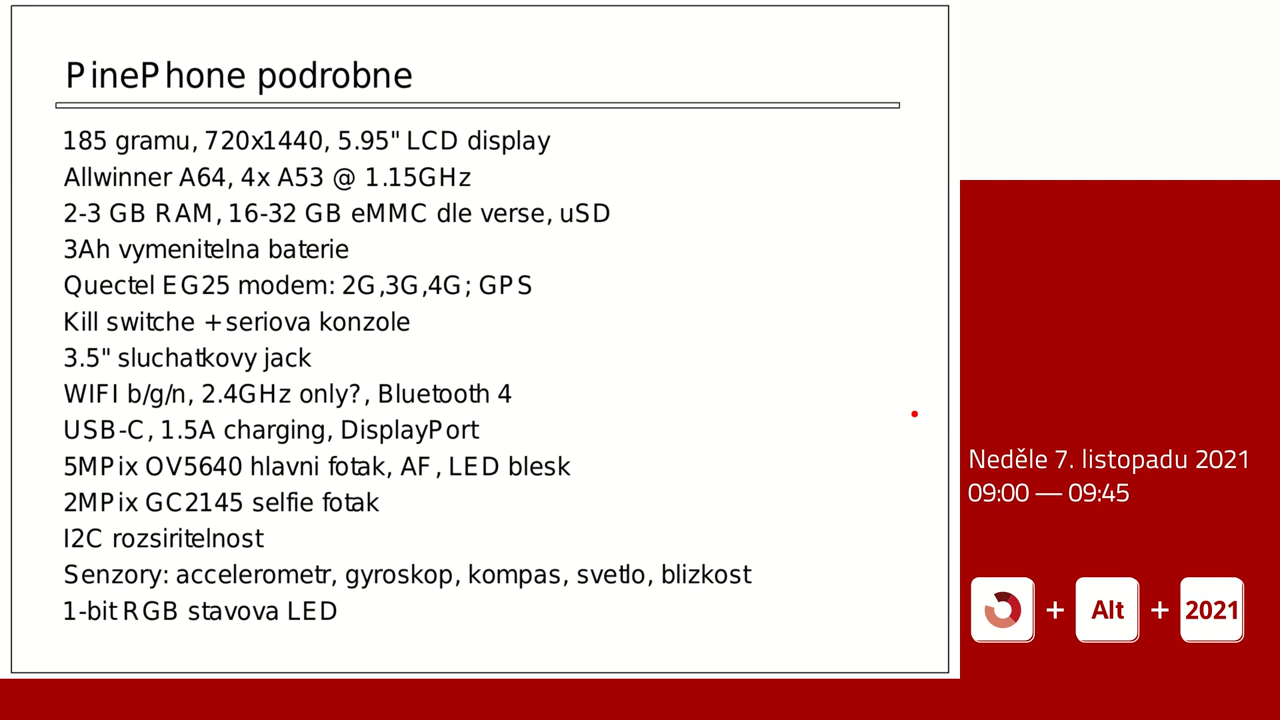 PinePhone podrobne
185 gramu, 720x1440, 5.95" LCD display
Allwinner A64, 4x A53 @ 1.15GHz
2-3 GB RAM, 16-32 GB eMMC dle verse, uSD
3Ah vymenitelna baterie
Quectel EG25 modem: 2G,3G,4G; GPS
Kill switche + seriova konzole
3.5" sluchatkovy jack
WIFI b/g/n, 2.4GHz only?, Bluetooth 4
USB-C, 1.5A charging, DisplayPort
5MPix OV5640 hlavni fotak, AF, LED blesk
2MPix GC2145 selfie fotak
I2C rozsiritelnost
Senzory: accelerometr, gyroskop, kompas, svetlo, blizkost
1-bit RGB stavova LED
Neděle 7. listopadu 2021
09:00 — 09:45
+ Alt + 2021